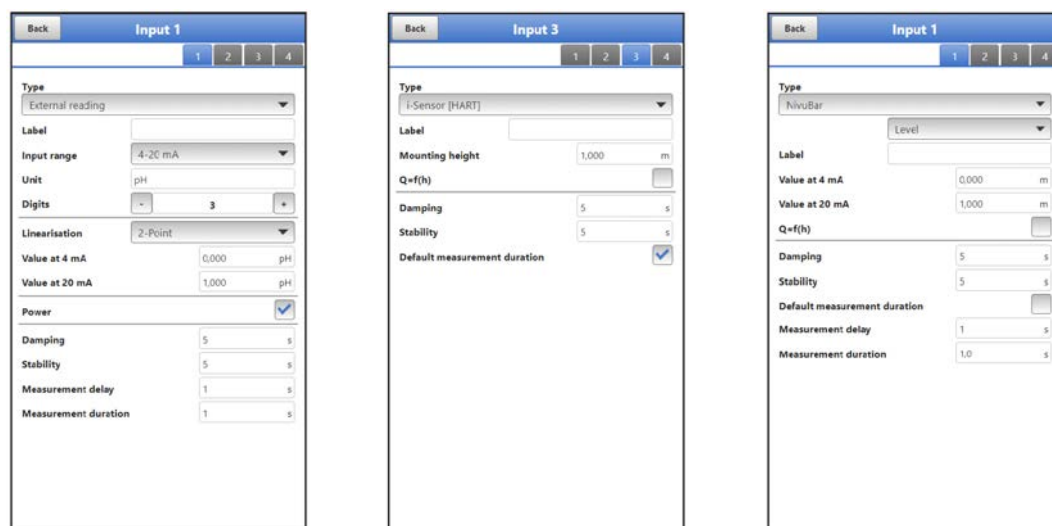 Back Input 1
1 2 3 4
Type
External reading
Label
Input range 4-20 mA
Unit pH
Digits - 3 +
Linearisation 2-Point
Value at 4 mA 0,000 pH
Value at 20 mA 1,000 pH
Power
Damping 5 s
Stability 5 s
Measurement delay 1 s
Measurement duration 1 s
Back Input 3
1 2 3 4
Type
i-Sensor [HART]
Label
Mounting height 1,000 m
Q=f(h)
Damping 5 s
Stability 5 s
Default measurement duration
Back Input 1
1 2 3 4
Type
NivuBar
Level
Label
Value at 4 mA 0,000 m
Value at 20 mA 1,000 m
Q=f(h)
Damping 5 s
Stability 5 s
Default measurement duration
Measurement delay 1 s
Measurement duration 1,0 s